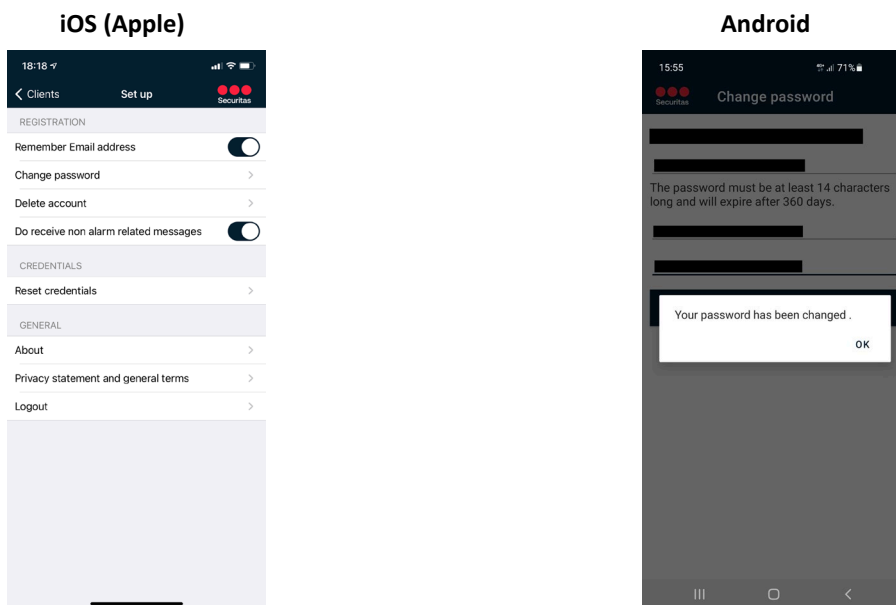 iOS (Apple)
18:18
Clients
Set up
Securitas
REGISTRATION
Remember Email address
Change password
Delete account
Do receive non alarm related messages
CREDENTIALS
Reset credentials
GENERAL
About
Privacy statement and general terms
Logout
Android
15:55
71%
Securitas
Change password
The password must be at least 14 characters
long and will expire after 360 days.
Your password has been changed .
OK